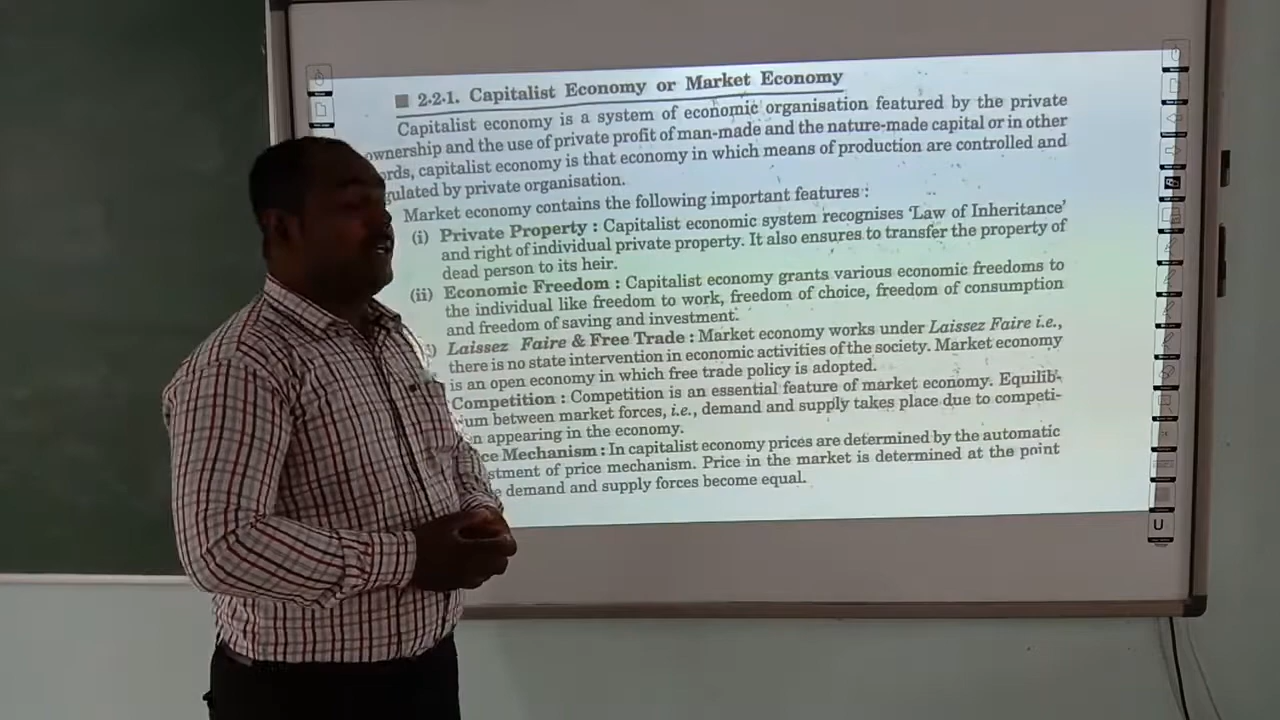 2·2·1. Capitalist Economy or Market Economy
Capitalist economy is a system of economic organisation featured by the private
ownership and the use of private profit of man-made and the nature-made capital or in other
capitalist economy is that economy in which means of production are controlled and
by private organisation.
Market economy contains the following important features :
(i) Private Property : Capitalist economic system recognises ‘Law of Inheritance’
and right of individual private property. It also ensures to transfer the property of
dead person to its heir.
(ii) Economic Freedom : Capitalist economy grants various economic freedoms to
the individual like freedom to work, freedom of choice, freedom of consumption
and freedom of saving and investment.
Laissez Faire & Free Trade : Market economy works under Laissez Faire i.e.,
there is no state intervention in economic activities of the society. Market economy
is an open economy in which free trade policy is adopted.
Competition : Competition is an essential feature of market economy. Equilib-
um between market forces, i.e., demand and supply takes place due to competi-
n appearing in the economy.
ce Mechanism : In capitalist economy prices are determined by the automatic
stment of price mechanism. Price in the market is determined at the point
demand and supply forces become equal.
U